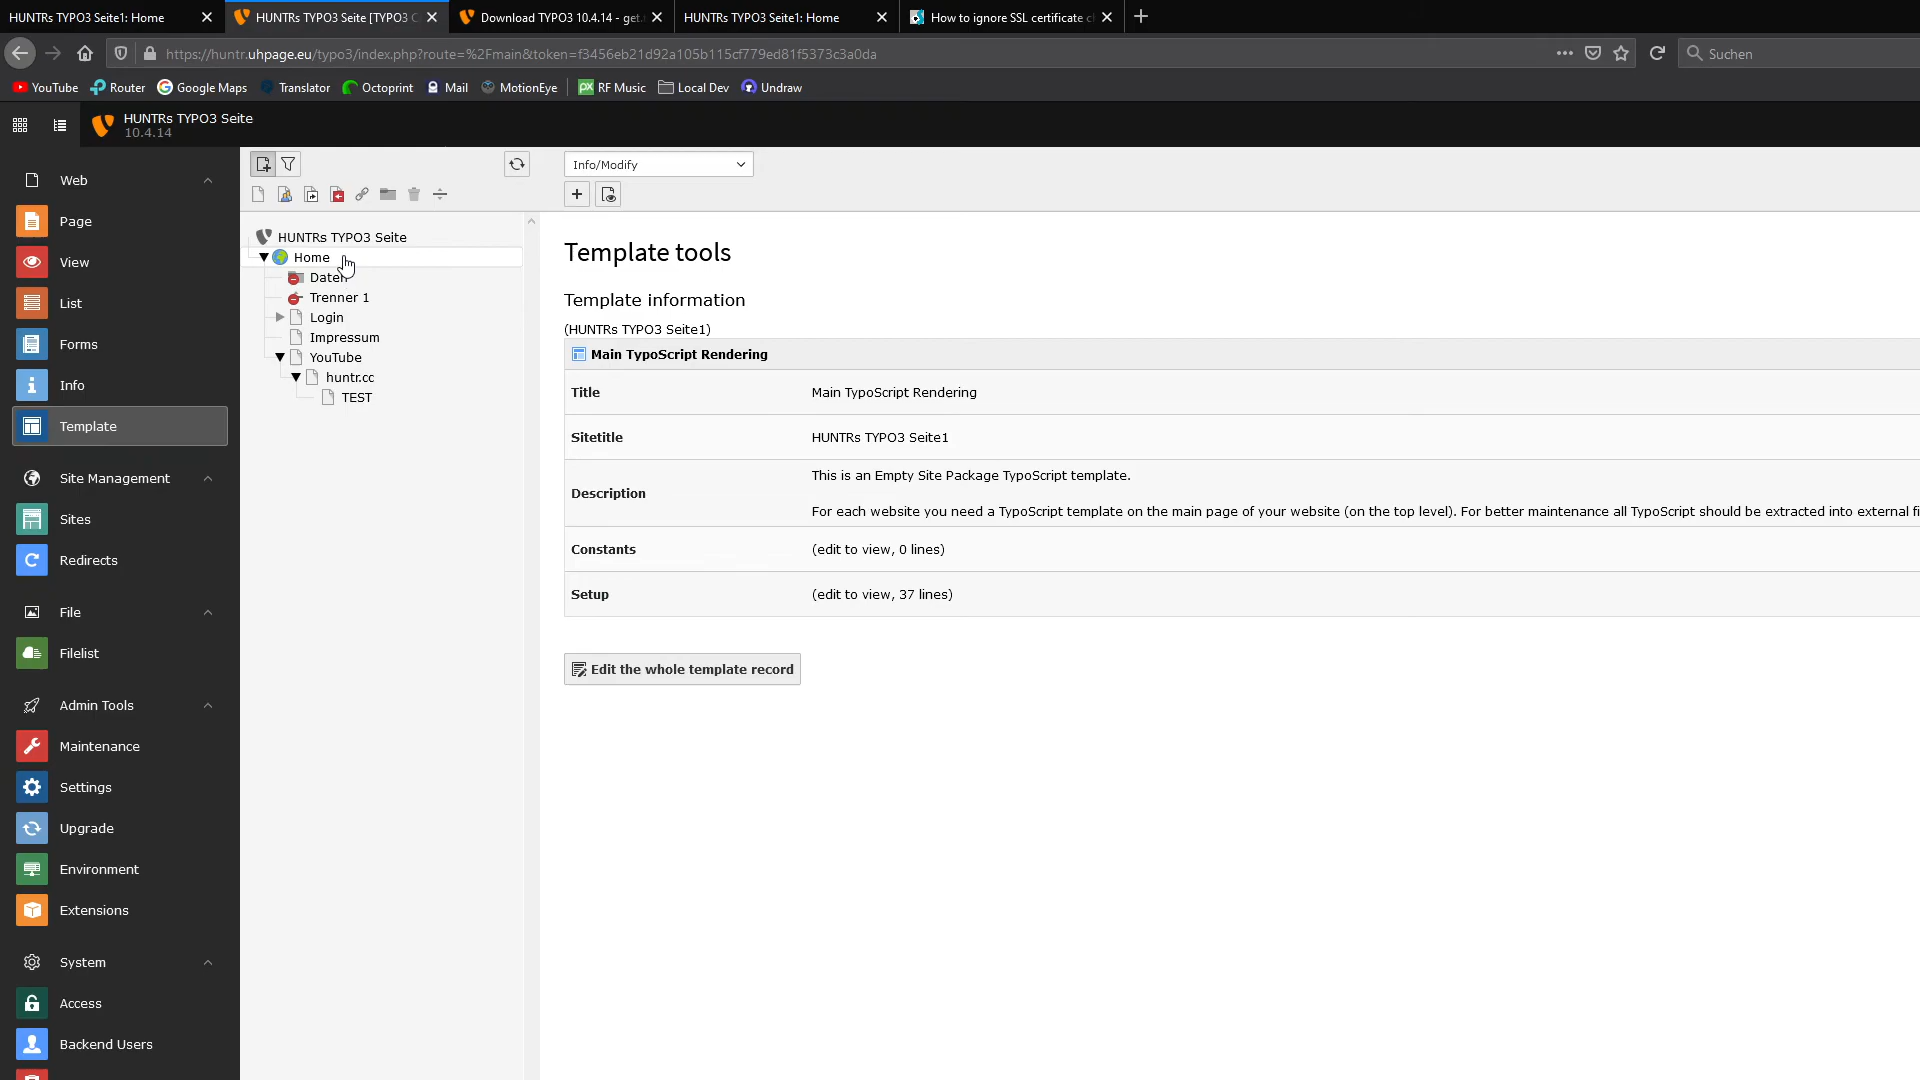 HUNTRs TYPO3 Seite1: Home
HUNTRs TYPO3 Seite [TYPO3 C
Download TYPO3 10.4.14 - get.
HUNTRs TYPO3 Seite1: Home
How to ignore SSL certificate
https://huntr.uhpage.eu/typo3/index.php?route=%2Fmain&token=f3456eb21d92a105b115cf779ed81f5373c3a0da
Suchen
YouTube
Router
Google Maps
Translator
Octoprint
Mail
MotionEye
RF Music
Local Dev
Undraw
HUNTRs TYPO3 Seite
10.4.14
Web
Page
View
List
Forms
Info
Template
Site Management
Sites
Redirects
File
Filelist
Admin Tools
Maintenance
Settings
Upgrade
Environment
Extensions
System
Access
Backend Users
HUNTRs TYPO3 Seite
Home
Daten
Trenner 1
Login
Impressum
YouTube
huntr.cc
TEST
Info/Modify
Template tools
Template information
(HUNTRs TYPO3 Seite1)
Main TypoScript Rendering
Title Main TypoScript Rendering
Sitetitle HUNTRs TYPO3 Seite1
Description This is an Empty Site Package TypoScript template.
For each website you need a TypoScript template on the main page of your website (on the top level). For better maintenance all TypoScript should be extracted into external fi
Constants (edit to view, 0 lines)
Setup (edit to view, 37 lines)
Edit the whole template record